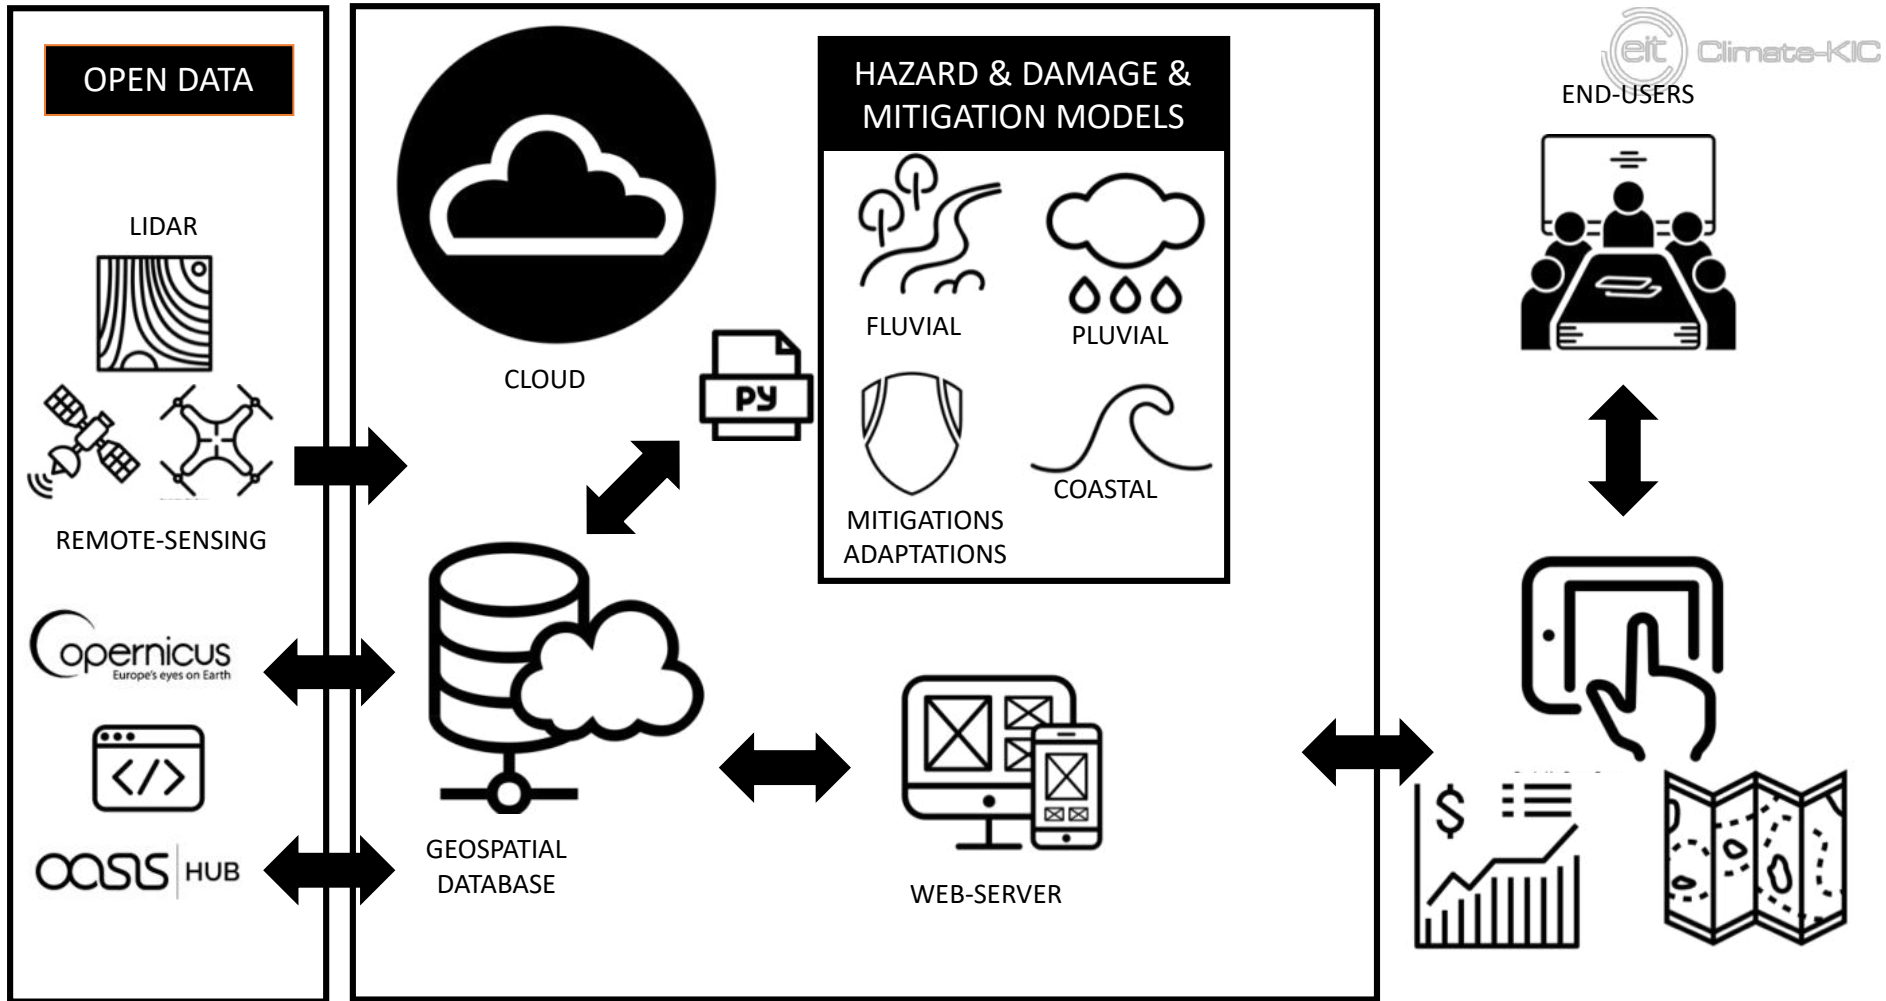 OPEN DATA
LIDAR
REMOTE-SENSING
Copernicus
Europe's eyes on Earth
</>
OASIS HUB
CLOUD
PY
GEOSPATIAL
DATABASE
HAZARD & DAMAGE &
MITIGATION MODELS
FLUVIAL
PLUVIAL
MITIGATIONS
ADAPTATIONS
COASTAL
WEB-SERVER
eit Climate-KIC
END-USERS
$